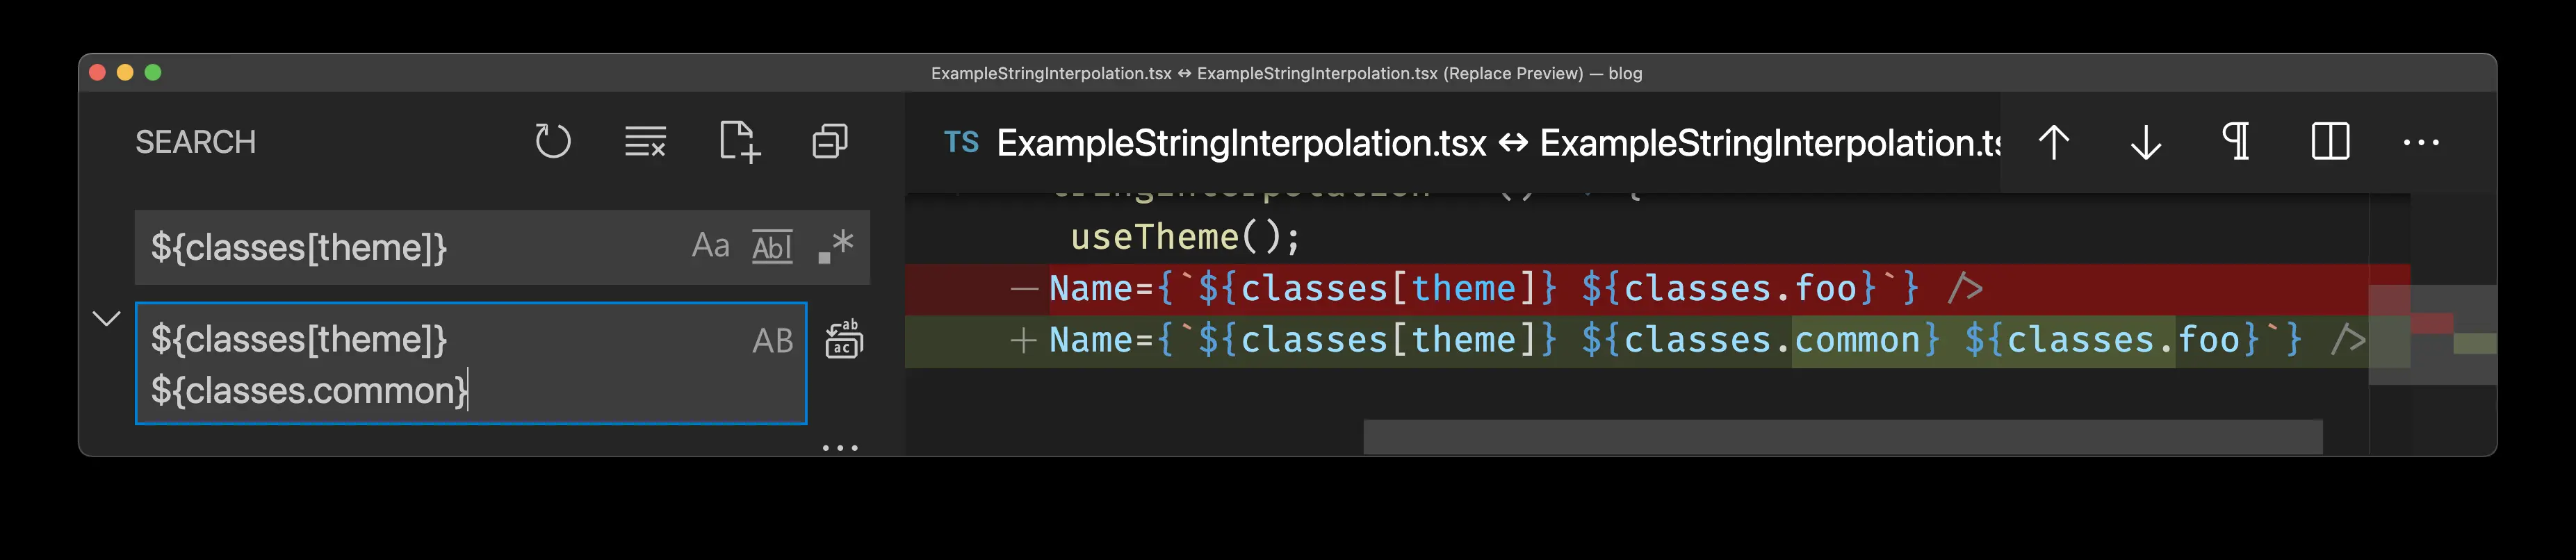 ExampleStringInterpolation.tsx ↔ ExampleStringInterpolation.tsx (Replace Preview) — blog
SEARCH
TS ExampleStringInterpolation.tsx ↔ ExampleStringInterpolation.ts
${classes[theme]} Aa Abl .*
${classes[theme]} AB
${classes.common}
useTheme();
— Name={`${classes[theme]} ${classes.foo}`} />
+ Name={`${classes[theme]} ${classes.common} ${classes.foo}`} />